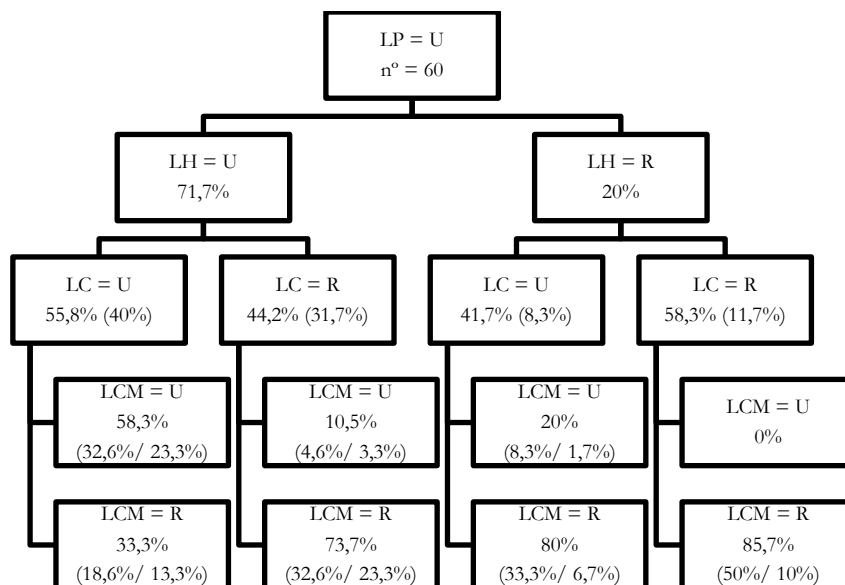 LP = U
nº = 60
LH = U
71,7%
LH = R
20%
LC = U
55,8% (40%)
LC = R
44,2% (31,7%)
LC = U
41,7% (8,3%)
LC = R
58,3% (11,7%)
LCM = U
58,3%
(32,6%/ 23,3%)
LCM = U
10,5%
(4,6%/ 3,3%)
LCM = U
20%
(8,3%/ 1,7%)
LCM = U
0%
LCM = R
33,3%
(18,6%/ 13,3%)
LCM = R
73,7%
(32,6%/ 23,3%)
LCM = R
80%
(33,3%/ 6,7%)
LCM = R
85,7%
(50%/ 10%)